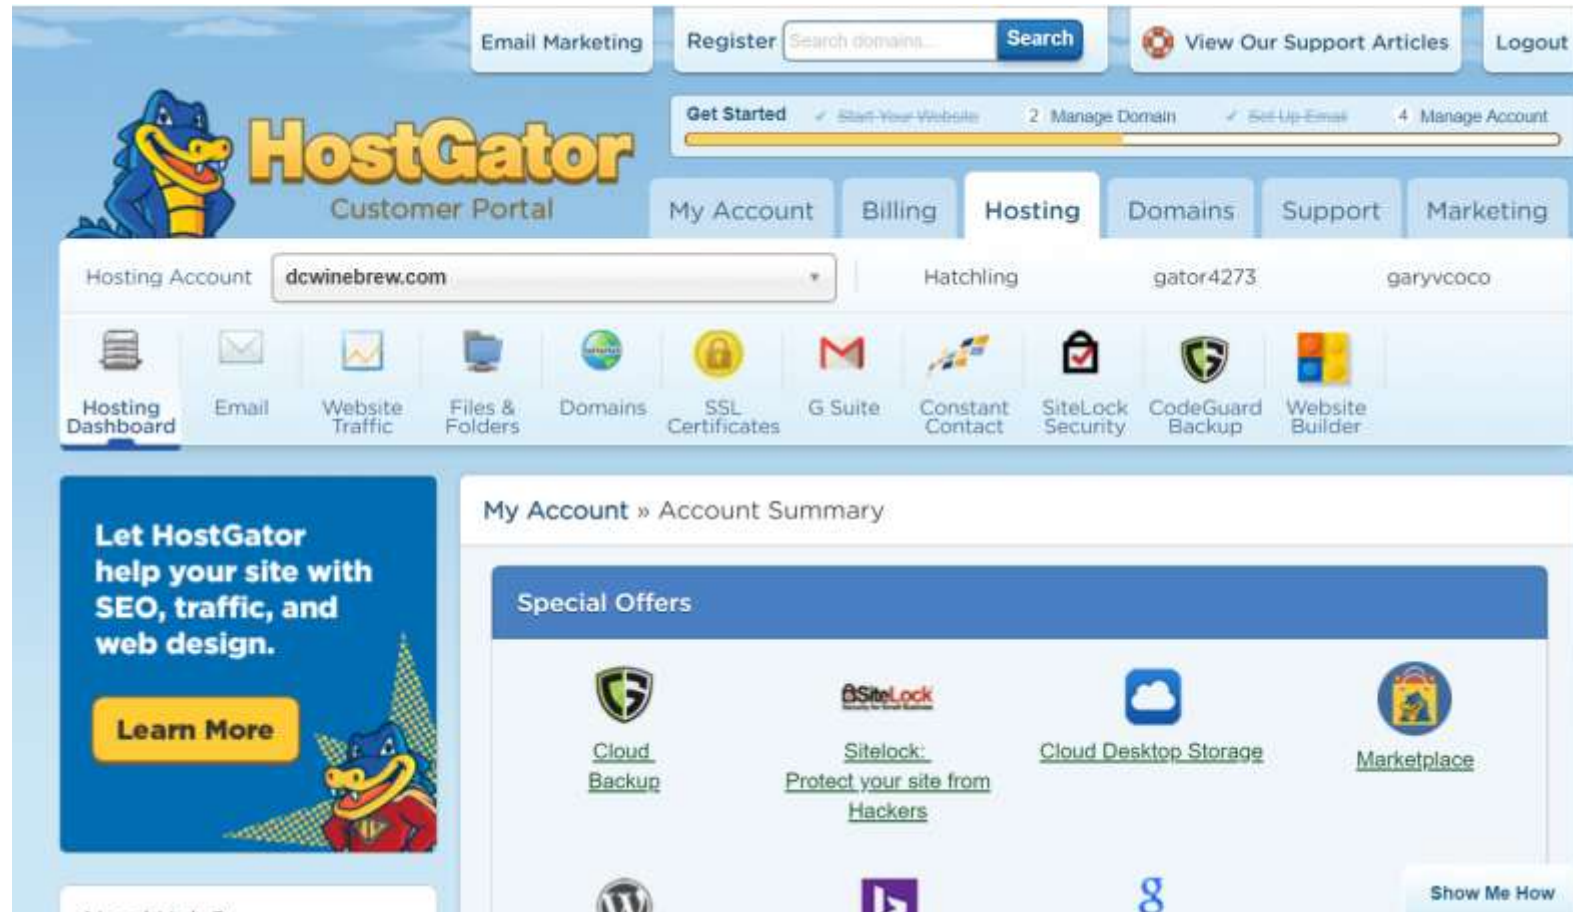 Email Marketing
Register Search domains... Search
View Our Support Articles
Logout
Get Started ✓ Start Your Website 2 Manage Domain ✓ Set Up Email 4 Manage Account
HostGator
Customer Portal
My Account Billing Hosting Domains Support Marketing
Hosting Account dcwinebrew.com Hatchling gator4273 garyvcoco
Hosting Dashboard
Email
Website Traffic
Files & Folders
Domains
SSL Certificates
G Suite
Constant Contact
SiteLock Security
CodeGuard Backup
Website Builder
Let HostGator
help your site with
SEO, traffic, and
web design.
Learn More
My Account » Account Summary
Special Offers
Cloud
Backup
SiteLock
Sitelock:
Protect your site from
Hackers
Cloud Desktop Storage
Marketplace
Show Me How